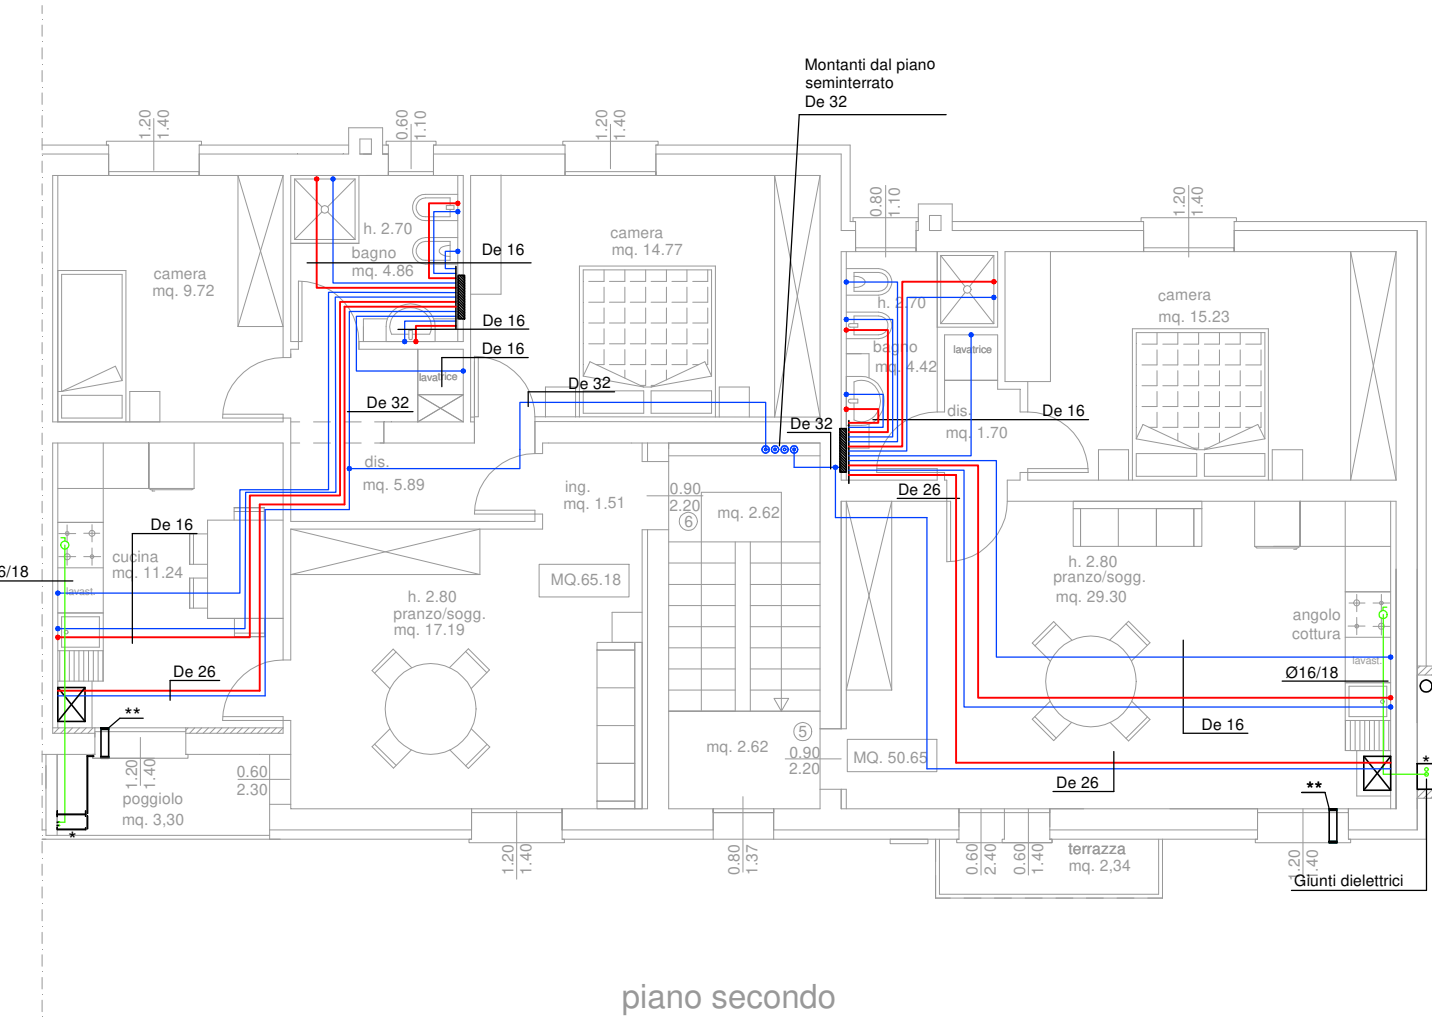 Montanti dal piano
seminterrato
De 32
1.20
1.40
0.60
1.10
1.20
1.40
0.80
1.10
1.20
1.40
h. 2.70
bagno
mq. 4.86
De 16
camera
mq. 14.77
camera
mq. 9.72
h. 2.70
camera
mq. 15.23
De 16
De 16
lavatrice
bagno
mq. 4.42
lavatrice
De 32
De 32
De 32
dis.
mq. 1.70
De 16
dis.
mq. 5.89
ing.
mq. 1.51
0.90
2.20
6
mq. 2.62
De 26
De 16
cucina
mq. 11.24
6/18
lavast.
MQ.65.18
h. 2.80
pranzo/sogg.
mq. 17.19
h. 2.80
pranzo/sogg.
mq. 29.30
angolo
cottura
lavast.
Ø16/18
De 26
**
De 16
5
mq. 2.62
0.90
2.20
MQ. 50.65
De 26
**
*
1.20
1.40
0.60
2.30
poggiolo
mq. 3,30
*
1.20
1.40
0.80
1.37
0.60
2.40
0.60
1.40
terrazza
mq. 2,34
1.20
1.40
Giunti dielettrici
piano secondo